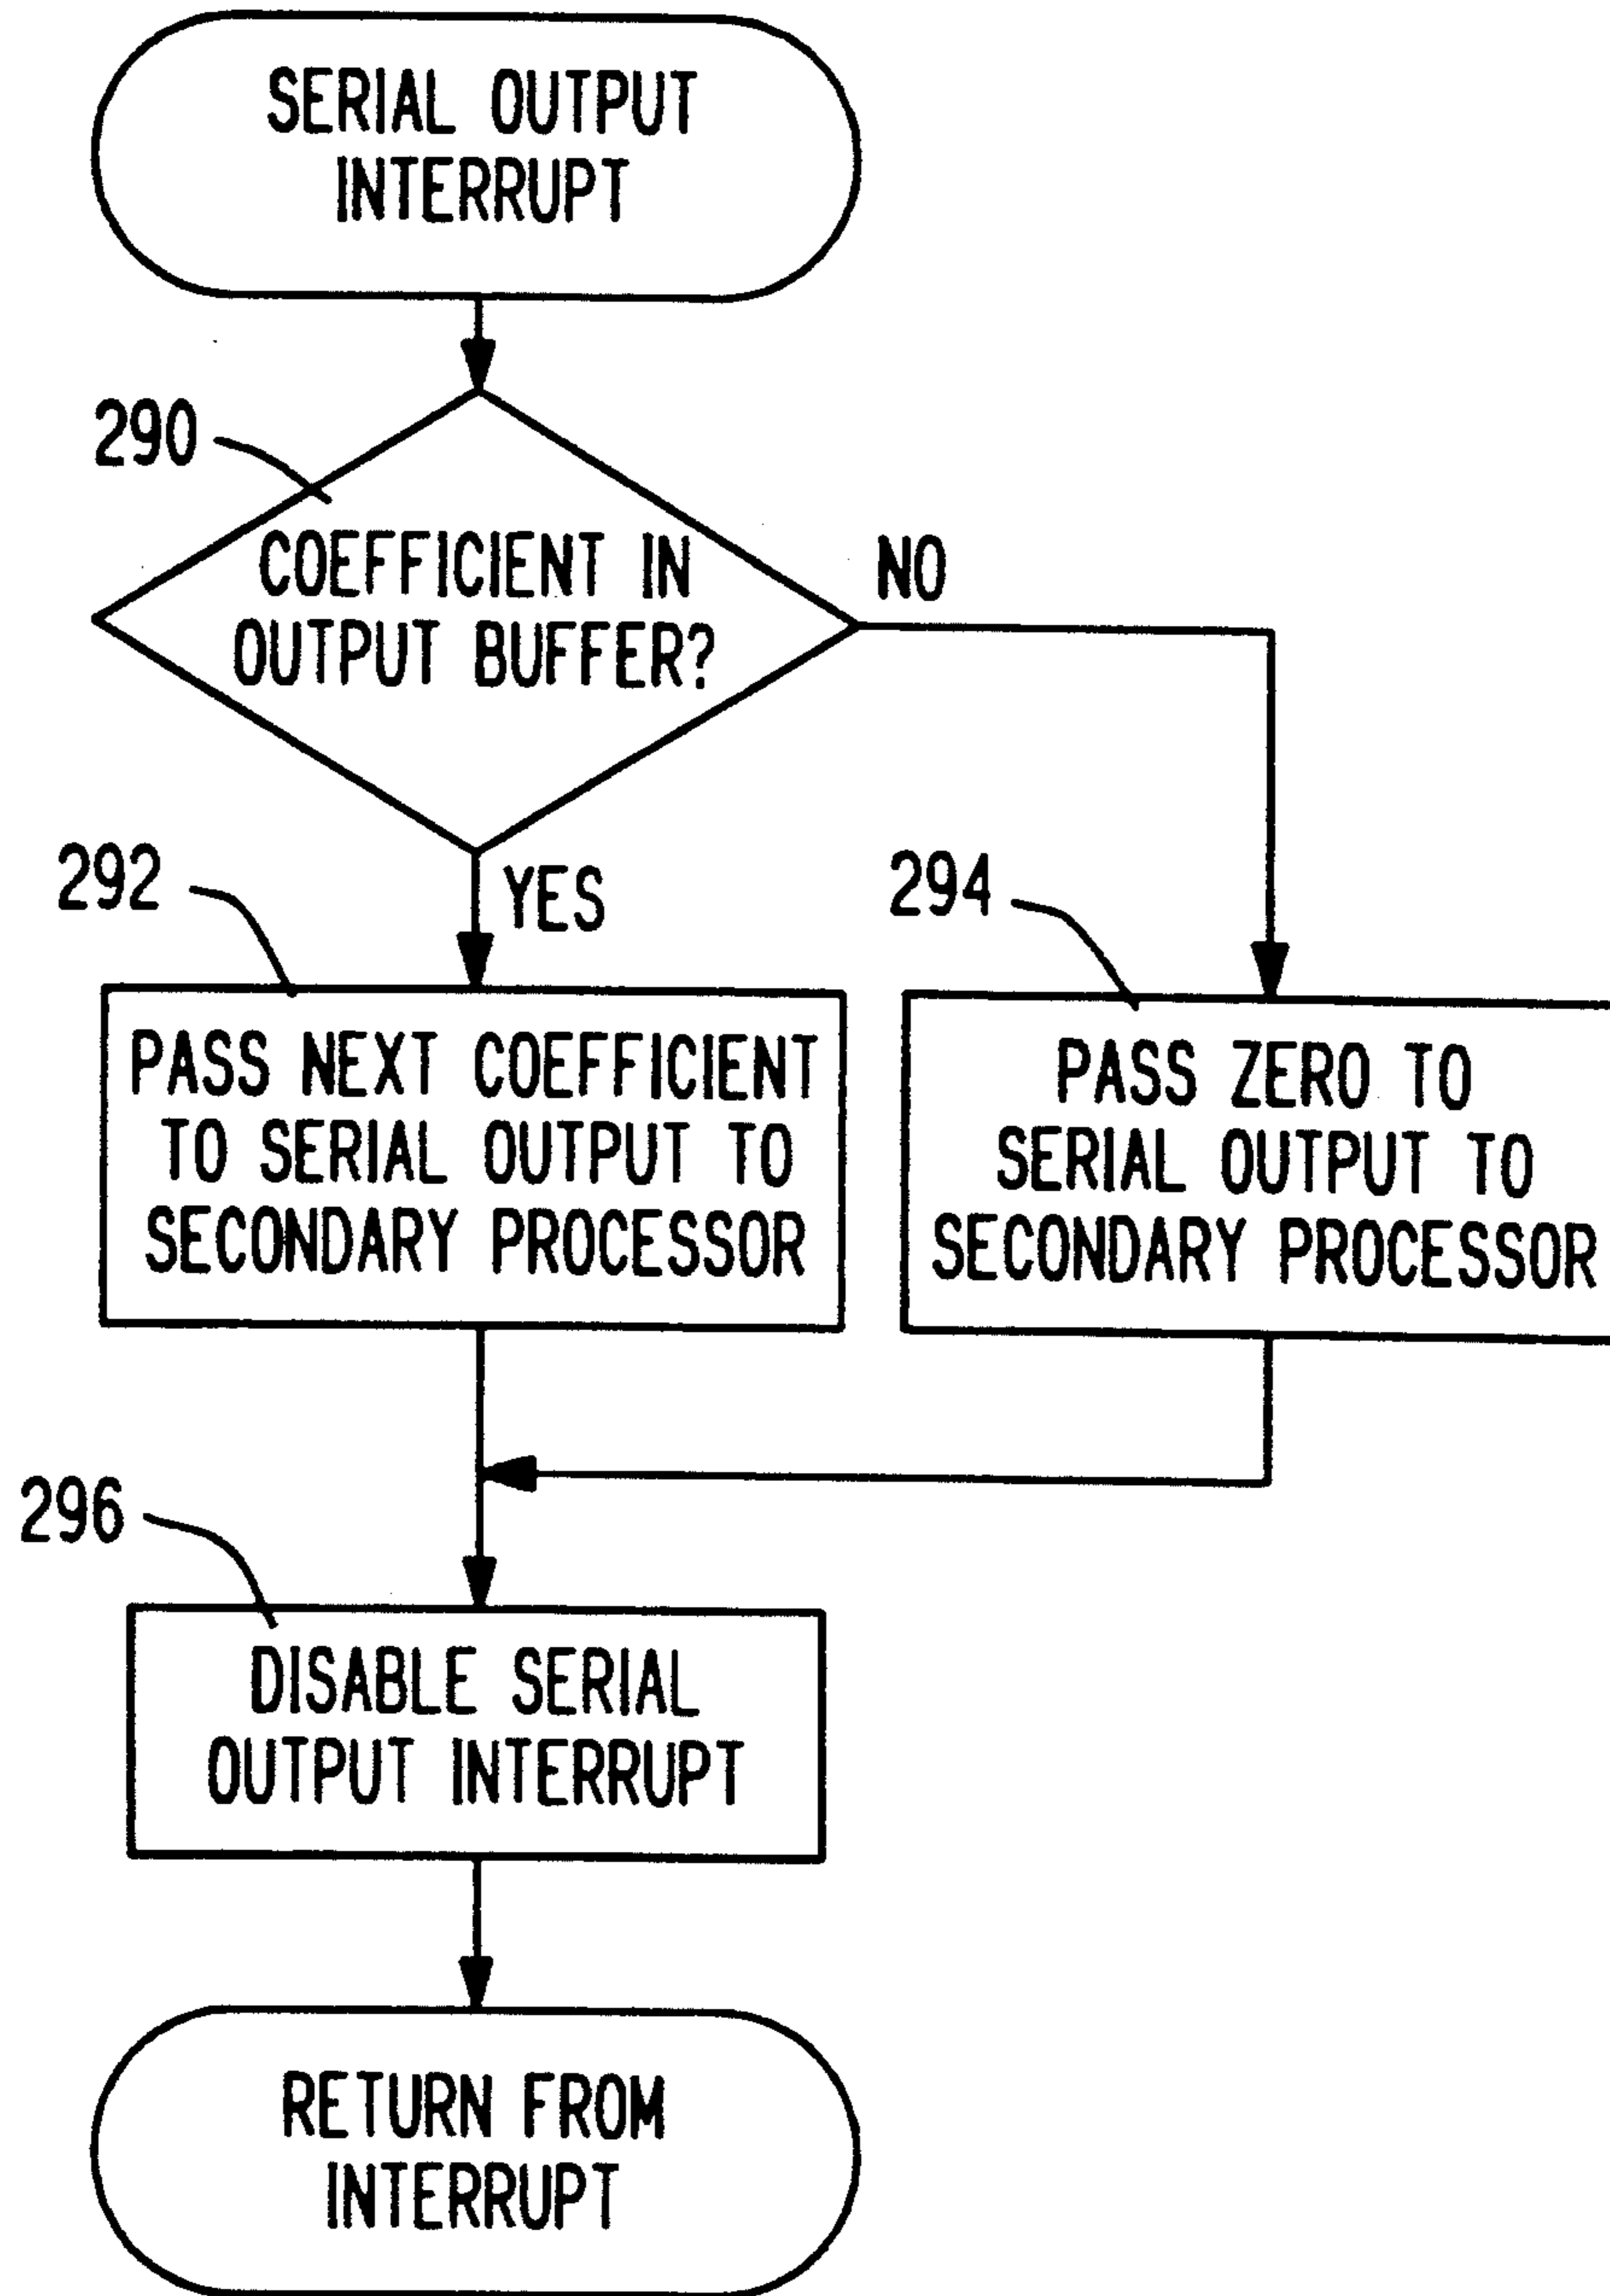 SERIAL OUTPUT
INTERRUPT
290
COEFFICIENT IN
OUTPUT BUFFER?
NO
YES
292
PASS NEXT COEFFICIENT
TO SERIAL OUTPUT TO
SECONDARY PROCESSOR
294
PASS ZERO TO
SERIAL OUTPUT TO
SECONDARY PROCESSOR
296
DISABLE SERIAL
OUTPUT INTERRUPT
RETURN FROM
INTERRUPT